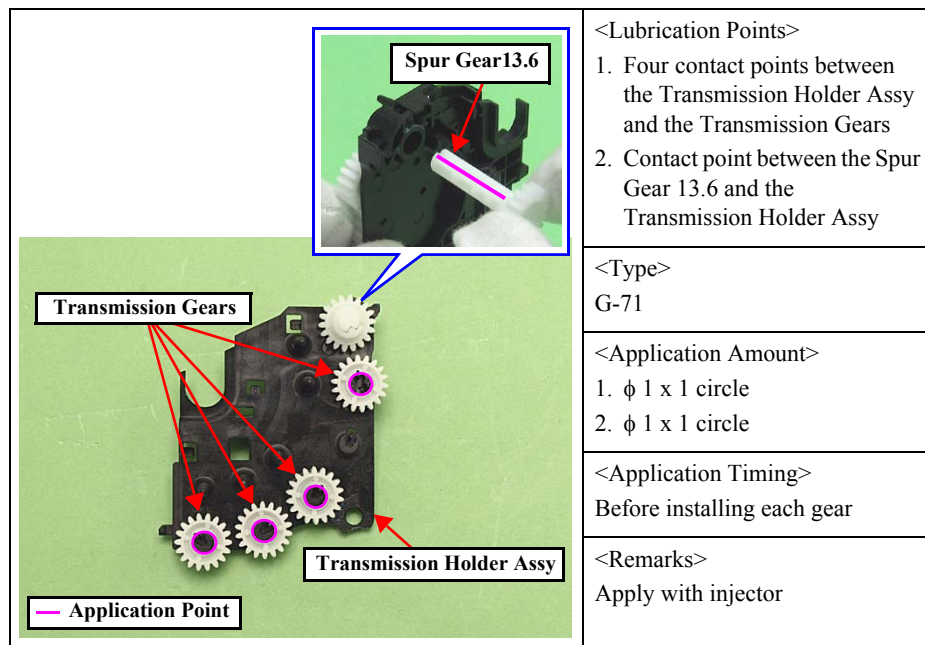 Spur Gear13.6
Transmission Gears
Transmission Holder Assy
Application Point
<Lubrication Points>
1. Four contact points between
the Transmission Holder Assy
and the Transmission Gears
2. Contact point between the Spur
Gear 13.6 and the
Transmission Holder Assy
<Type>
G-71
<Application Amount>
1. ϕ 1 x 1 circle
2. ϕ 1 x 1 circle
<Application Timing>
Before installing each gear
<Remarks>
Apply with injector